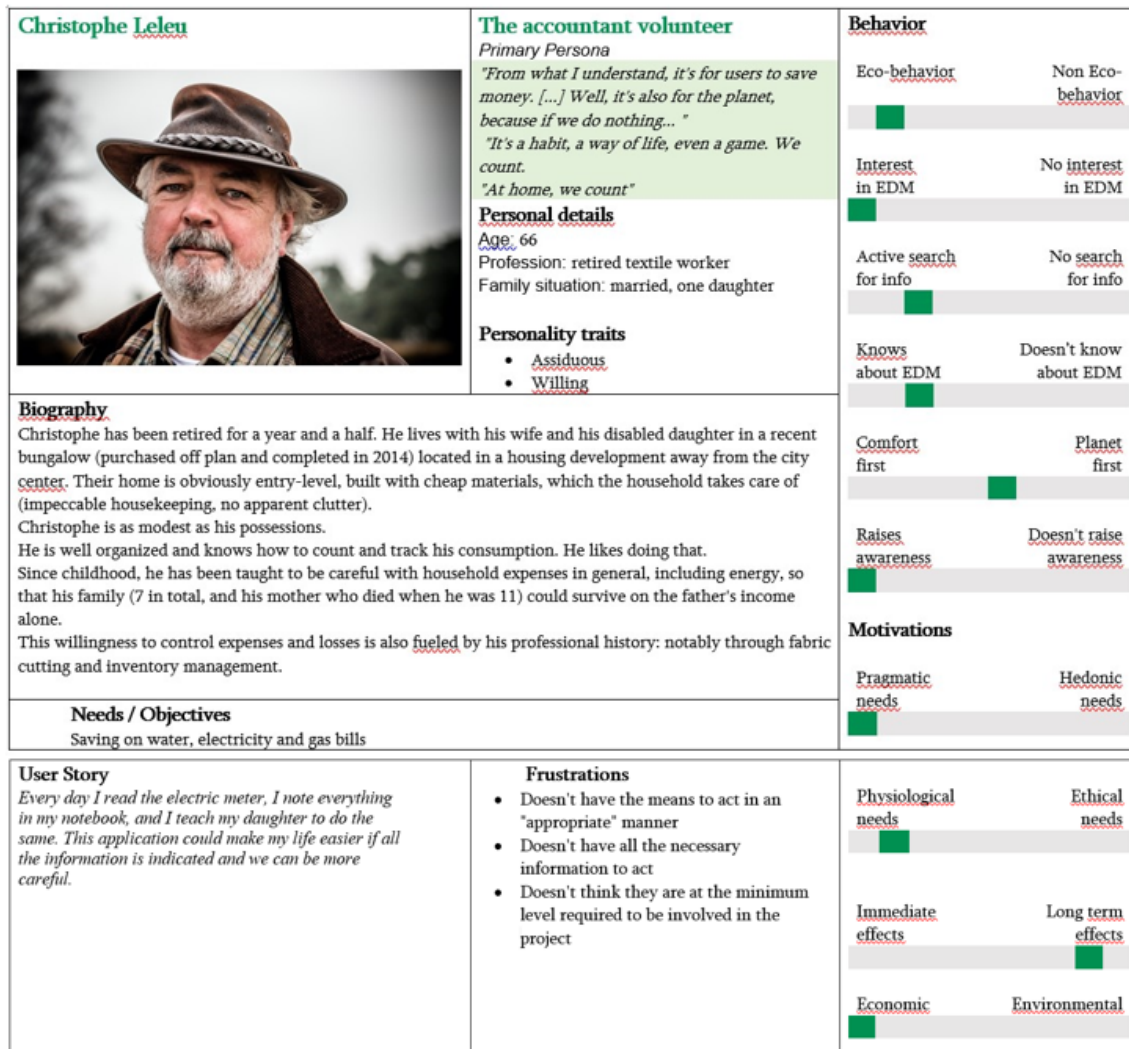 Christophe Leleu
The accountant volunteer
Primary Persona
"From what I understand, it's for users to save
money. [...] Well, it's also for the planet,
because if we do nothing... "
"It's a habit, a way of life, even a game. We
count.
"At home, we count"
Personal details
Age: 66
Profession: retired textile worker
Family situation: married, one daughter
Personality traits
• Assiduous
• Willing
Biography
Christophe has been retired for a year and a half. He lives with his wife and his disabled daughter in a recent
bungalow (purchased off plan and completed in 2014) located in a housing development away from the city
center. Their home is obviously entry-level, built with cheap materials, which the household takes care of
(impeccable housekeeping, no apparent clutter).
Christophe is as modest as his possessions.
He is well organized and knows how to count and track his consumption. He likes doing that.
Since childhood, he has been taught to be careful with household expenses in general, including energy, so
that his family (7 in total, and his mother who died when he was 11) could survive on the father's income
alone.
This willingness to control expenses and losses is also fueled by his professional history: notably through fabric
cutting and inventory management.
Needs / Objectives
Saving on water, electricity and gas bills
Behavior
Eco-behavior Non Eco-
behavior
Interest No interest
in EDM in EDM
Active search No search
for info for info
Knows Doesn't know
about EDM about EDM
Comfort Planet
first first
Raises Doesn't raise
awareness awareness
Motivations
Pragmatic Hedonic
needs needs
User Story
Every day I read the electric meter, I note everything
in my notebook, and I teach my daughter to do the
same. This application could make my life easier if all
the information is indicated and we can be more
careful.
Frustrations
• Doesn't have the means to act in an
"appropriate" manner
• Doesn't have all the necessary
information to act
• Doesn't think they are at the minimum
level required to be involved in the
project
Physiological Ethical
needs needs
Immediate Long term
effects effects
Economic Environmental